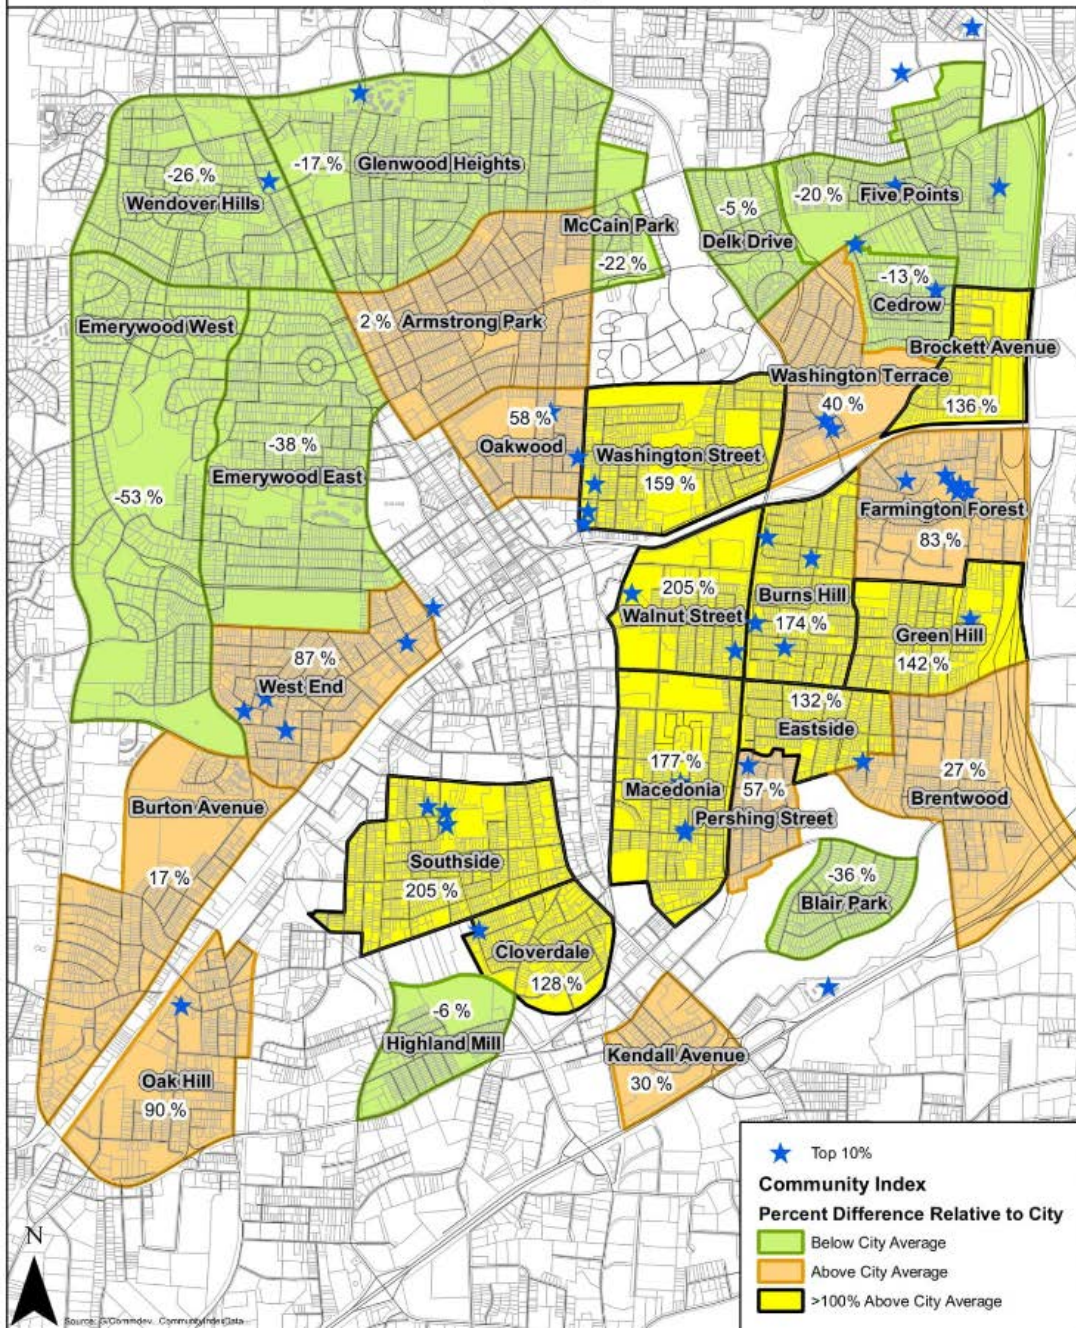 -26 %
Wendover Hills
-17 %
Glenwood Heights
McCain Park
-22 %
-5 %
Delk Drive
-20 %
Five Points
-13 %
Cedrow
Emerywood West
-53 %
-38 %
Emerywood East
2 %
Armstrong Park
58 %
Oakwood
Washington Street
159 %
Washington Terrace
40 %
Brockett Avenue
136 %
Farmington Forest
83 %
205 %
Walnut Street
Burns Hill
174 %
Green Hill
142 %
87 %
West End
132 %
Eastside
177 %
Macedonia
57 %
Pershing Street
27 %
Brentwood
Burton Avenue
17 %
Southside
205 %
-36 %
Blair Park
Cloverdale
128 %
-6 %
Highland Mill
Kendall Avenue
30 %
Oak Hill
90 %
N
Top 10%
Community Index
Percent Difference Relative to City
Below City Average
Above City Average
>100% Above City Average